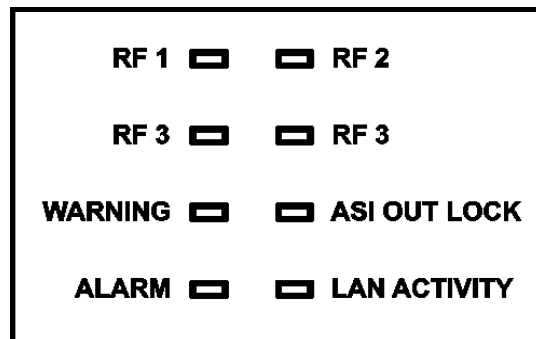 RF 1 RF 2
RF 3 RF 3
WARNING ASI OUT LOCK
ALARM LAN ACTIVITY